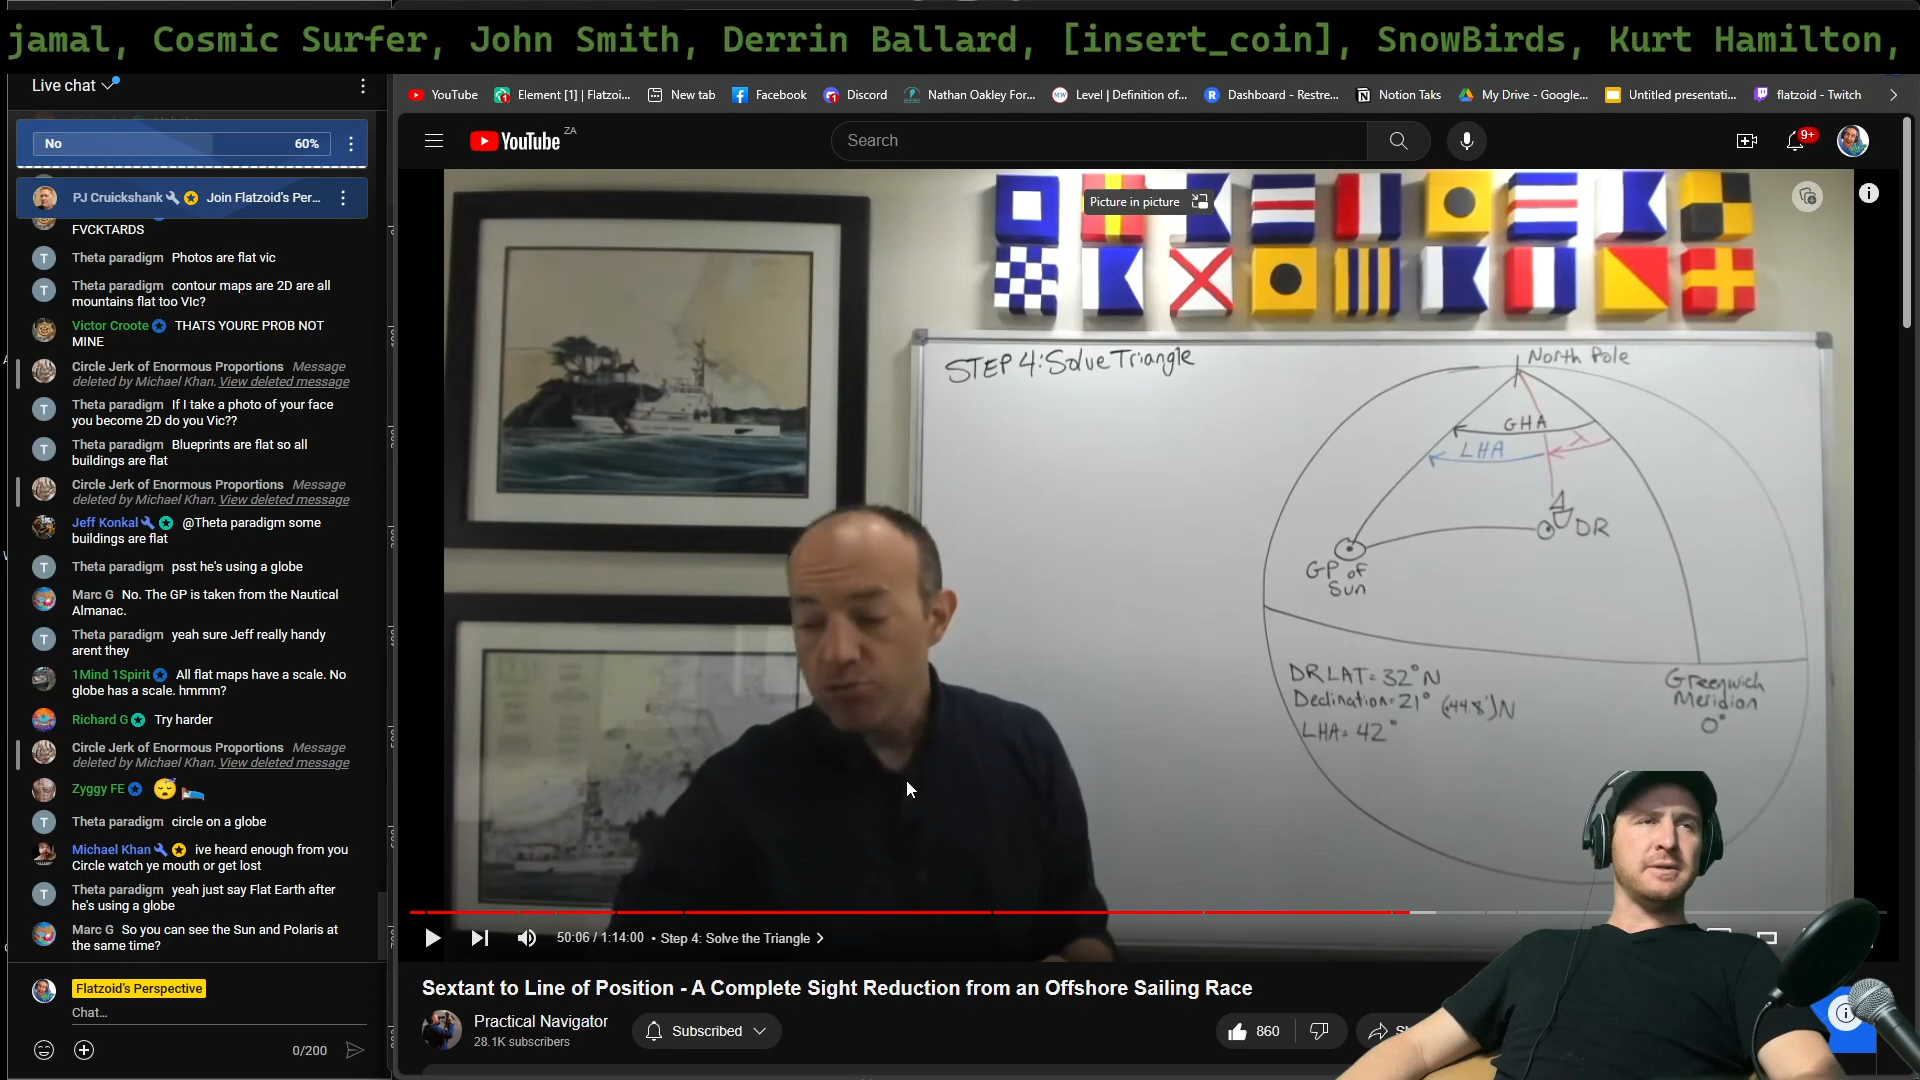 jamal, Cosmic Surfer, John Smith, Derrin Ballard, [insert_coin], SnowBirds, Kurt Hamilton,
Live chat
No 60%
PJ Cruickshank Join Flatzoid's Per...
FVCKTARDS
Theta paradigm Photos are flat vic
Theta paradigm contour maps are 2D are all
mountains flat too VIc?
Victor Croote THATS YOURE PROB NOT
MINE
Circle Jerk of Enormous Proportions Message
deleted by Michael Khan. View deleted message
Theta paradigm If I take a photo of your face
you become 2D do you Vic??
Theta paradigm Blueprints are flat so all
buildings are flat
Circle Jerk of Enormous Proportions Message
deleted by Michael Khan. View deleted message
Jeff Konkal @Theta paradigm some
buildings are flat
Theta paradigm psst he's using a globe
Marc G No. The GP is taken from the Nautical
Almanac.
Theta paradigm yeah sure Jeff really handy
arent they
1Mind 1Spirit All flat maps have a scale. No
globe has a scale. hmmm?
Richard G Try harder
Circle Jerk of Enormous Proportions Message
deleted by Michael Khan. View deleted message
Zyggy FE 😴 🛌
Theta paradigm circle on a globe
Michael Khan ive heard enough from you
Circle watch ye mouth or get lost
Theta paradigm yeah just say Flat Earth after
he's using a globe
Marc G So you can see the Sun and Polaris at
the same time?
Flatzoid's Perspective
Chat...
0/200
YouTube Element [1] | Flatzoi... New tab Facebook Discord Nathan Oakley For... Level | Definition of... Dashboard - Restre... Notion Taks My Drive - Google... Untitled presentati... flatzoid - Twitch
YouTube ZA
Search
9+
Picture in picture
STEP 4: Solve Triangle
North Pole
GHA
LHA
λ
DR
GP of
Sun
DR LAT = 32° N
Declination = 21° (44.8')N
LHA = 42°
Greenwich
Meridion
0°
50:06 / 1:14:00 • Step 4: Solve the Triangle
Sextant to Line of Position - A Complete Sight Reduction from an Offshore Sailing Race
Practical Navigator
28.1K subscribers
Subscribed
860